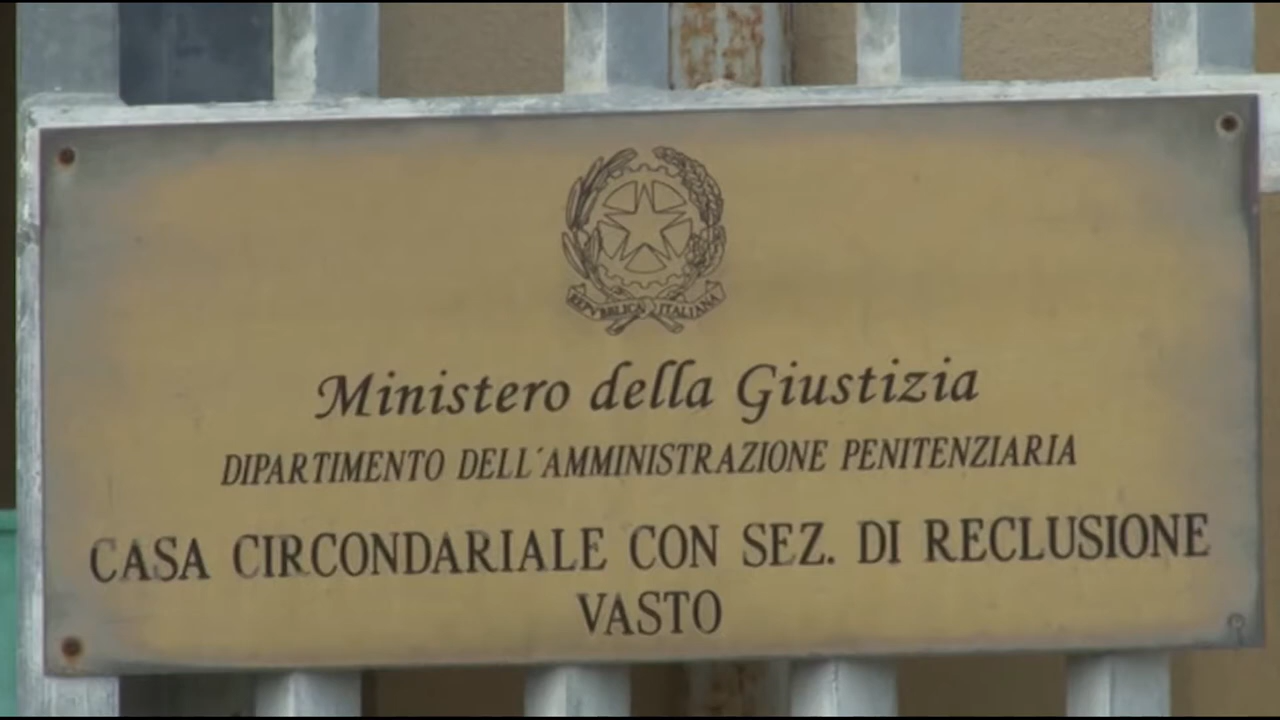 REPVBBLICA ITALIANA
Ministero della Giustizia
DIPARTIMENTO DELL'AMMINISTRAZIONE PENITENZIARIA
CASA CIRCONDARIALE CON SEZ. DI RECLUSIONE
VASTO